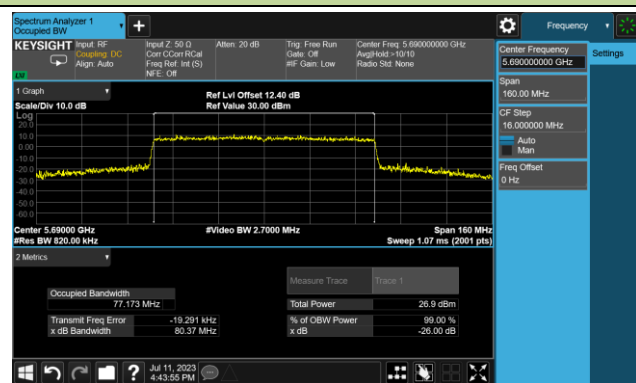 Spectrum Analyzer 1
Occupied BW
Frequency
KEYSIGHT
Input: RF
Coupling: DC
Align: Auto
Input Z: 50 Ω
Corr CCorr RCal
Freq Ref: Int (S)
NFE: Off
Atten: 20 dB
Trig: Free Run
Gate: Off
#IF Gain: Low
Center Freq: 5.690000000 GHz
Avg|Hold:>10/10
Radio Std: None
LVI
Center Frequency
5.690000000 GHz
Settings
Span
160.00 MHz
CF Step
16.000000 MHz
Auto
Man
Freq Offset
0 Hz
1 Graph
Scale/Div 10.0 dB
Ref Lvl Offset 12.40 dB
Ref Value 30.00 dBm
Log
20.0
10.0
0.00
-10.0
-20.0
-30.0
-40.0
-50.0
-60.0
Center 5.69000 GHz
#Video BW 2.7000 MHz
Span 160 MHz
#Res BW 820.00 kHz
Sweep 1.07 ms (2001 pts)
2 Metrics
Measure Trace
Trace 1
Occupied Bandwidth
77.173 MHz
Total Power
26.9 dBm
Transmit Freq Error
-19.291 kHz
% of OBW Power
99.00 %
x dB Bandwidth
80.37 MHz
x dB
-26.00 dB
?
Jul 11, 2023
4:43:55 PM